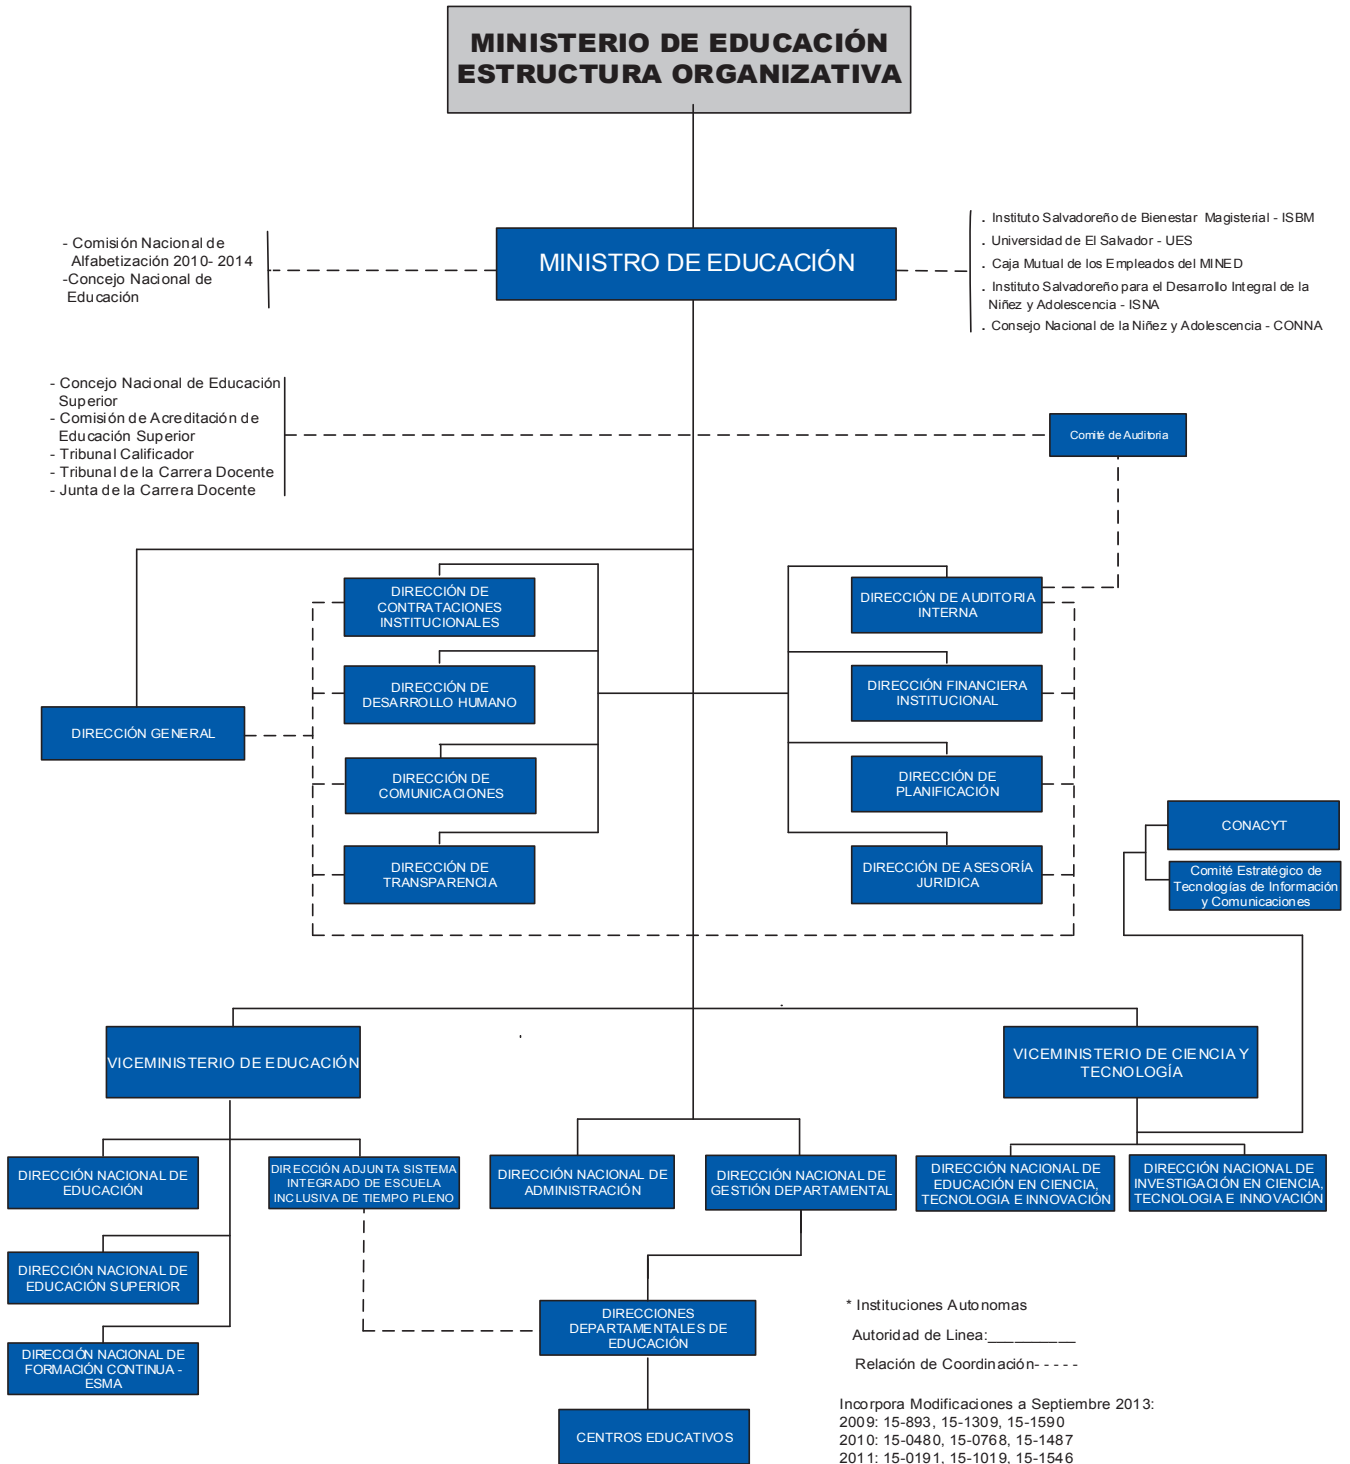 MINISTERIO DE EDUCACIÓN
ESTRUCTURA ORGANIZATIVA
- Comisión Nacional de
Alfabetización 2010- 2014
-Concejo Nacional de
Educación
MINISTRO DE EDUCACIÓN
. Instituto Salvadoreño de Bienestar Magisterial - ISBM
. Universidad de El Salvador - UES
. Caja Mutual de los Empleados del MINED
. Instituto Salvadoreño para el Desarrollo Integral de la
Niñez y Adolescencia - ISNA
. Consejo Nacional de la Niñez y Adolescencia - CONNA
- Concejo Nacional de Educación
Superior
- Comisión de Acreditación de
Educación Superior
- Tribunal Calificador
- Tribunal de la Carrera Docente
- Junta de la Carrera Docente
Comité de Auditoria
DIRECCIÓN DE
CONTRATACIONES
INSTITUCIONALES
DIRECCIÓN DE AUDITORIA
INTERNA
DIRECCIÓN DE
DESARROLLO HUMANO
DIRECCIÓN FINANCIERA
INSTITUCIONAL
DIRECCIÓN GENERAL
DIRECCIÓN DE
COMUNICACIONES
DIRECCIÓN DE
PLANIFICACIÓN
DIRECCIÓN DE
TRANSPARENCIA
DIRECCIÓN DE ASESORÍA
JURIDICA
CONACYT
Comité Estratégico de
Tecnologías de Información
y Comunicaciones
VICEMINISTERIO DE EDUCACIÓN
VICEMINISTERIO DE CIENCIA Y
TECNOLOGÍA
DIRECCIÓN NACIONAL DE
EDUCACIÓN
DIRECCIÓN ADJUNTA SISTEMA
INTEGRADO DE ESCUELA
INCLUSIVA DE TIEMPO PLENO
DIRECCIÓN NACIONAL DE
ADMINISTRACIÓN
DIRECCIÓN NACIONAL DE
GESTIÓN DEPARTAMENTAL
DIRECCIÓN NACIONAL DE
EDUCACIÓN EN CIENCIA,
TECNOLOGIA E INNOVACIÓN
DIRECCIÓN NACIONAL DE
INVESTIGACIÓN EN CIENCIA,
TECNOLOGIA E INNOVACIÓN
DIRECCIÓN NACIONAL DE
EDUCACIÓN SUPERIOR
DIRECCIONES
DEPARTAMENTALES DE
EDUCACIÓN
DIRECCIÓN NACIONAL DE
FORMACIÓN CONTINUA -
ESMA
CENTROS EDUCATIVOS
* Instituciones Autonomas
Autoridad de Linea:__________
Relación de Coordinación- - - - -
Incorpora Modificaciones a Septiembre 2013:
2009: 15-893, 15-1309, 15-1590
2010: 15-0480, 15-0768, 15-1487
2011: 15-0191, 15-1019, 15-1546